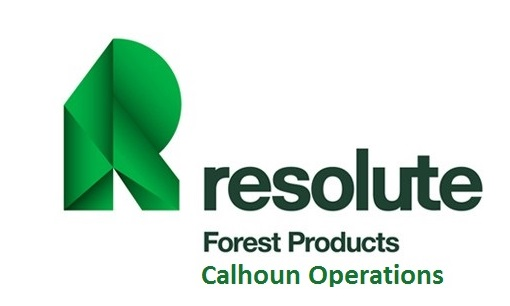 resolute
Forest Products
Calhoun Operations